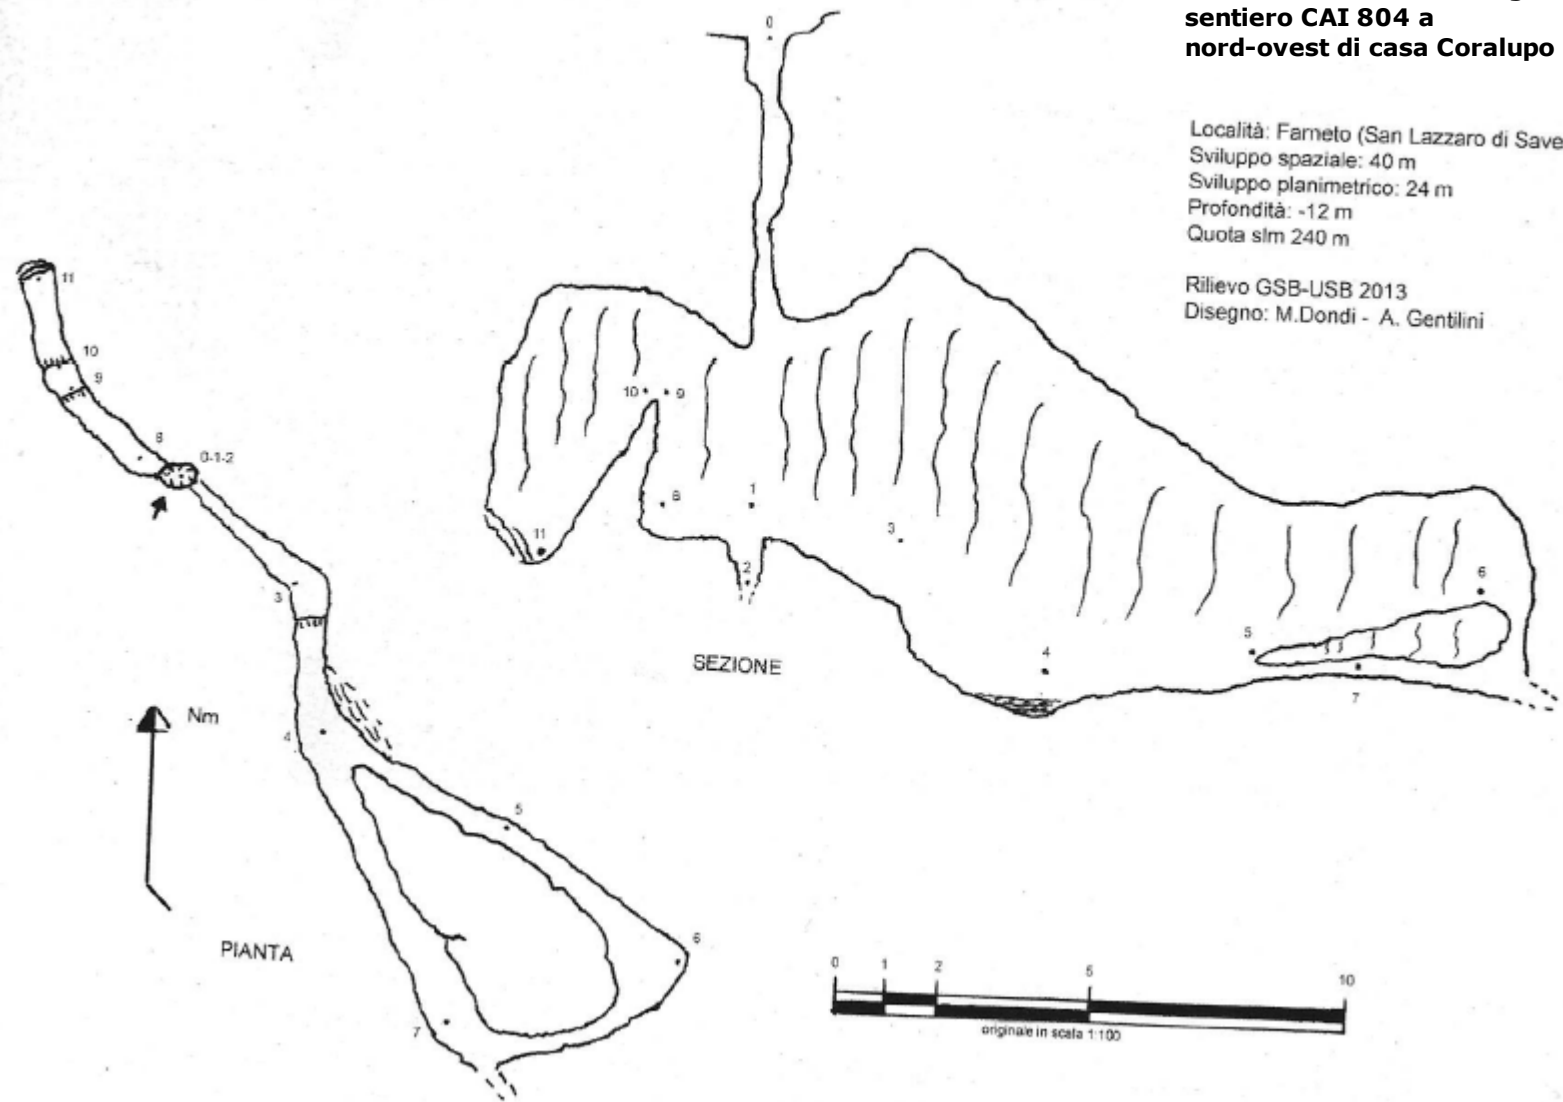 sentiero CAI 804 a
nord-ovest di casa Coralupo
Località: Farneto (San Lazzaro di Save
Sviluppo spaziale: 40 m
Sviluppo planimetrico: 24 m
Profondità: -12 m
Quota slm 240 m
Rilievo GSB-USB 2013
Disegno: M.Dondi - A. Gentilini
0
10
9
8
1
11
2
3
4
5
6
7
SEZIONE
11
10
9
8
0-1-2
3
4
5
6
7
Nm
PIANTA
0 1 2 5 10
originale in scala 1:100